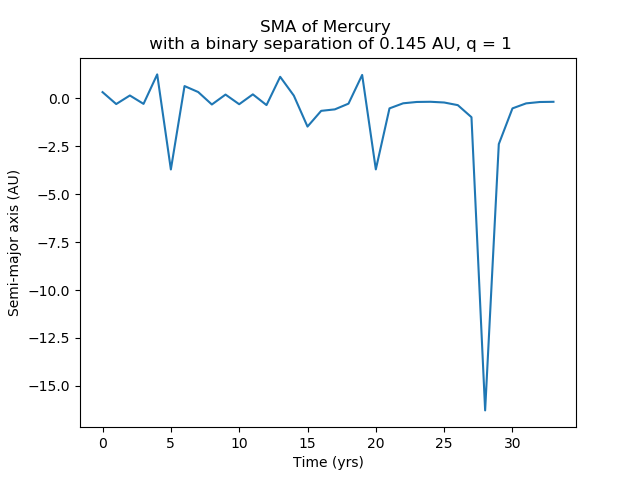 SMA of Mercury
with a binary separation of 0.145 AU, q = 1
Semi-major axis (AU)
0.0
−2.5
−5.0
−7.5
−10.0
−12.5
−15.0
0 5 10 15 20 25 30
Time (yrs)